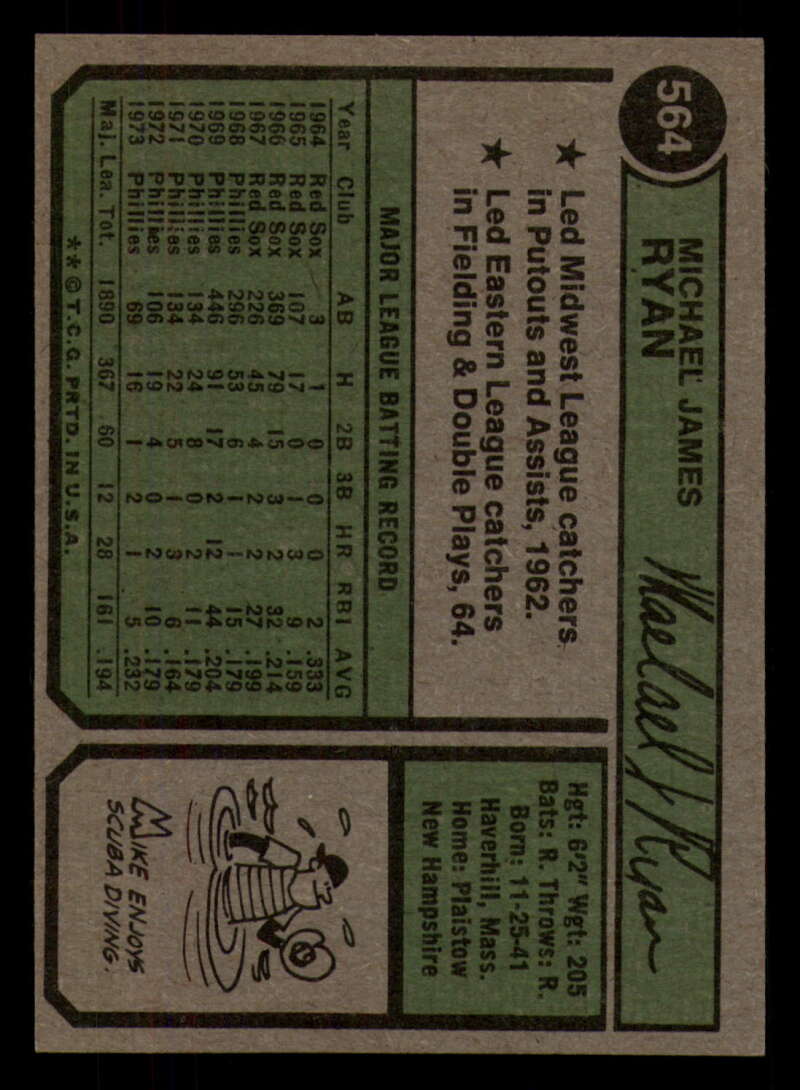 564
MICHAEL JAMES
RYAN
Michael J Ryan
★ Led Midwest League catchers
in Putouts and Assists, 1962.
★ Led Eastern League catchers
in Fielding & Double Plays, 64.
MAJOR LEAGUE BATTING RECORD
Year Club AB H 2B 3B HR RBI AVG
1964 Red Sox 3 1 0 0 0 2 .333
1965 Red Sox 107 17 0 1 3 9 .159
1966 Red Sox 369 79 15 3 2 32 .214
1967 Red Sox 226 45 4 2 2 27 .199
1968 Phillies 296 53 6 1 1 15 .179
1969 Phillies 446 91 17 2 12 44 .204
1970 Phillies 134 24 8 0 2 11 .179
1971 Phillies 134 22 5 1 3 6 .164
1972 Phillies 106 19 4 0 2 10 .179
1973 Phillies 69 16 1 2 1 5 .232
Maj. Lea. Tot. 1890 367 60 12 28 161 .194
**©T.C.G. PRTD. IN U.S.A.
Hgt: 6'2" Wgt: 205
Bats: R. Throws: R.
Born: 11-25-41
Haverhill, Mass.
Home: Plaistow
New Hampshire
MIKE ENJOYS
SCUBA DIVING.